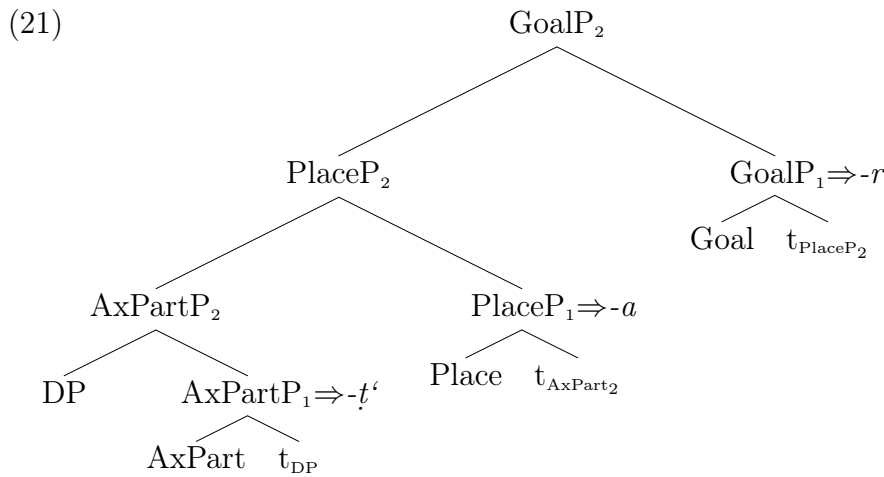 (21) GoalP₂
PlaceP₂ GoalP₁⇒-r
Goal t_PlaceP₂
AxPartP₂ PlaceP₁⇒-a
DP AxPartP₁⇒-ṭ‘ Place t_AxPart₂
AxPart t_DP